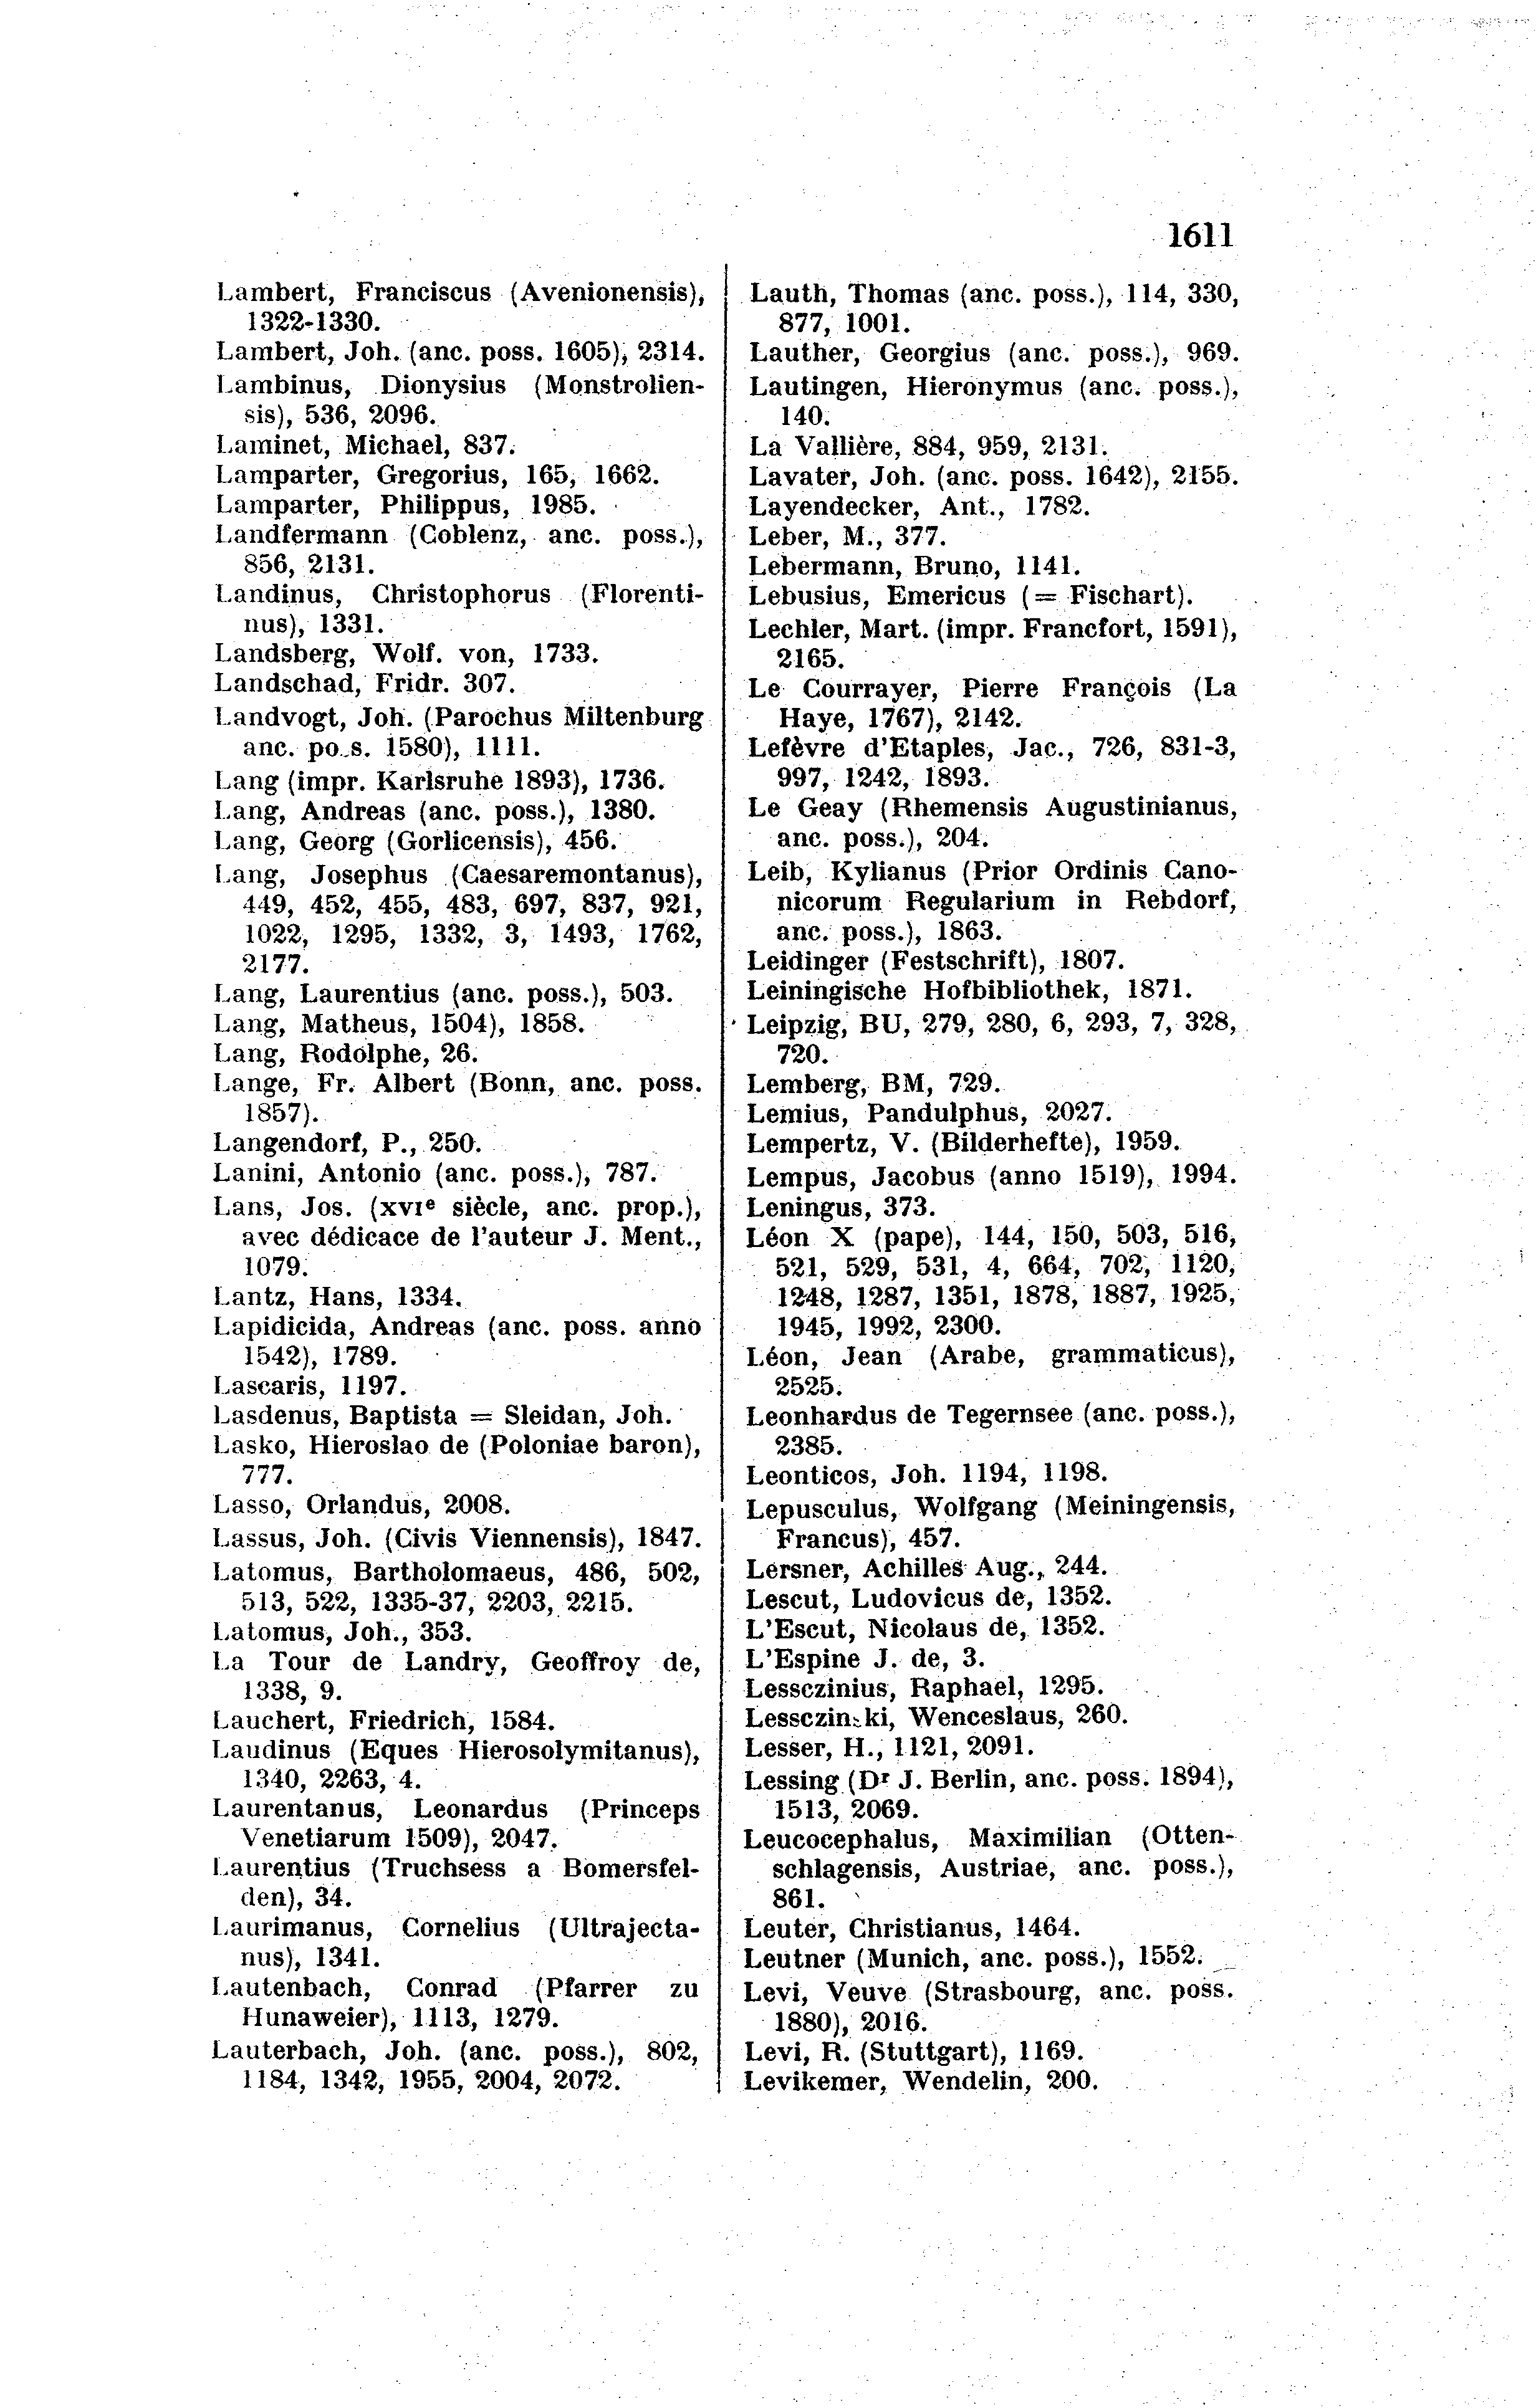 1611
Lambert, Franciscus (Avenionensis),
1322-1330.
Lambert, Joh. (anc. poss. 1605), 2314.
Lambinus, Dionysius (Monstrolien-
sis), 536, 2096.
Laminet, Michael, 837.
Lamparter, Gregorius, 165, 1662.
Lamparter, Philippus, 1985.
Landfermann (Coblenz, anc. poss.),
856, 2131.
Landinus, Christophorus (Florenti-
nus), 1331.
Landsberg, Wolf. von, 1733.
Landschad, Fridr. 307.
Landvogt, Joh. (Parochus Miltenburg
anc. po.s. 1580), 1111.
Lang (impr. Karlsruhe 1893), 1736.
Lang, Andreas (anc. poss.), 1380.
Lang, Georg (Gorlicensis), 456.
Lang, Josephus (Caesaremontanus),
449, 452, 455, 483, 697, 837, 921,
1022, 1295, 1332, 3, 1493, 1762,
2177.
Lang, Laurentius (anc. poss.), 503.
Lang, Matheus, 1504), 1858.
Lang, Rodolphe, 26.
Lange, Fr. Albert (Bonn, anc. poss.
1857).
Langendorf, P., 250.
Lanini, Antonio (anc. poss.), 787.
Lans, Jos. (XVIe siècle, anc. prop.),
avec dédicace de l'auteur J. Ment.,
1079.
Lantz, Hans, 1334.
Lapidicida, Andreas (anc. poss. anno
1542), 1789.
Lascaris, 1197.
Lasdenus, Baptista = Sleidan, Joh.
Lasko, Hieroslao de (Poloniae baron),
777.
Lasso, Orlandus, 2008.
Lassus, Joh. (Civis Viennensis), 1847.
Latomus, Bartholomaeus, 486, 502,
513, 522, 1335-37, 2203, 2215.
Latomus, Joh., 353.
La Tour de Landry, Geoffroy de,
1338, 9.
Lauchert, Friedrich, 1584.
Laudinus (Eques Hierosolymitanus),
1340, 2263, 4.
Laurentanus, Leonardus (Princeps
Venetiarum 1509), 2047.
Laurentius (Truchsess a Bomersfel-
den), 34.
Laurimanus, Cornelius (Ultrajecta-
nus), 1341.
Lautenbach, Conrad (Pfarrer zu
Hunaweier), 1113, 1279.
Lauterbach, Joh. (anc. poss.), 802,
1184, 1342, 1955, 2004, 2072.
Lauth, Thomas (anc. poss.), 114, 330,
877, 1001.
Lauther, Georgius (anc. poss.), 969.
Lautingen, Hieronymus (anc. poss.),
140.
La Vallière, 884, 959, 2131.
Lavater, Joh. (anc. poss. 1642), 2155.
Layendecker, Ant., 1782.
Leber, M., 377.
Lebermann, Bruno, 1141.
Lebusius, Emericus (= Fischart).
Lechler, Mart. (impr. Francfort, 1591),
2165.
Le Courrayer, Pierre François (La
Haye, 1767), 2142.
Lefèvre d'Etaples, Jac., 726, 831-3,
997, 1242, 1893.
Le Geay (Rhemensis Augustinianus,
anc. poss.), 204.
Leib, Kylianus (Prior Ordinis Cano-
nicorum Regularium in Rebdorf,
anc. poss.), 1863.
Leidinger (Festschrift), 1807.
Leiningische Hofbibliothek, 1871.
Leipzig, BU, 279, 280, 6, 293, 7, 328,
720.
Lemberg, BM, 729.
Lemius, Pandulphus, 2027.
Lempertz, V. (Bilderhefte), 1959.
Lempus, Jacobus (anno 1519), 1994.
Leningus, 373.
Léon X (pape), 144, 150, 503, 516,
521, 529, 531, 4, 664, 702, 1120,
1248, 1287, 1351, 1878, 1887, 1925,
1945, 1992, 2300.
Léon, Jean (Arabe, grammaticus),
2525.
Leonhardus de Tegernsee (anc. poss.),
2385.
Leonticos, Joh. 1194, 1198.
Lepusculus, Wolfgang (Meiningensis,
Francus), 457.
Lersner, Achilles Aug., 244.
Lescut, Ludovicus de, 1352.
L'Escut, Nicolaus de, 1352.
L'Espine J. de, 3.
Lessczinius, Raphael, 1295.
Lessczinski, Wenceslaus, 260.
Lesser, H., 1121, 2091.
Lessing (Dr J. Berlin, anc. poss. 1894),
1513, 2069.
Leucocephalus, Maximilian (Otten-
schlagensis, Austriae, anc. poss.),
861.
Leuter, Christianus, 1464.
Leutner (Munich, anc. poss.), 1552.
Levi, Veuve (Strasbourg, anc. poss.
1880), 2016.
Levi, R. (Stuttgart), 1169.
Levikemer, Wendelin, 200.